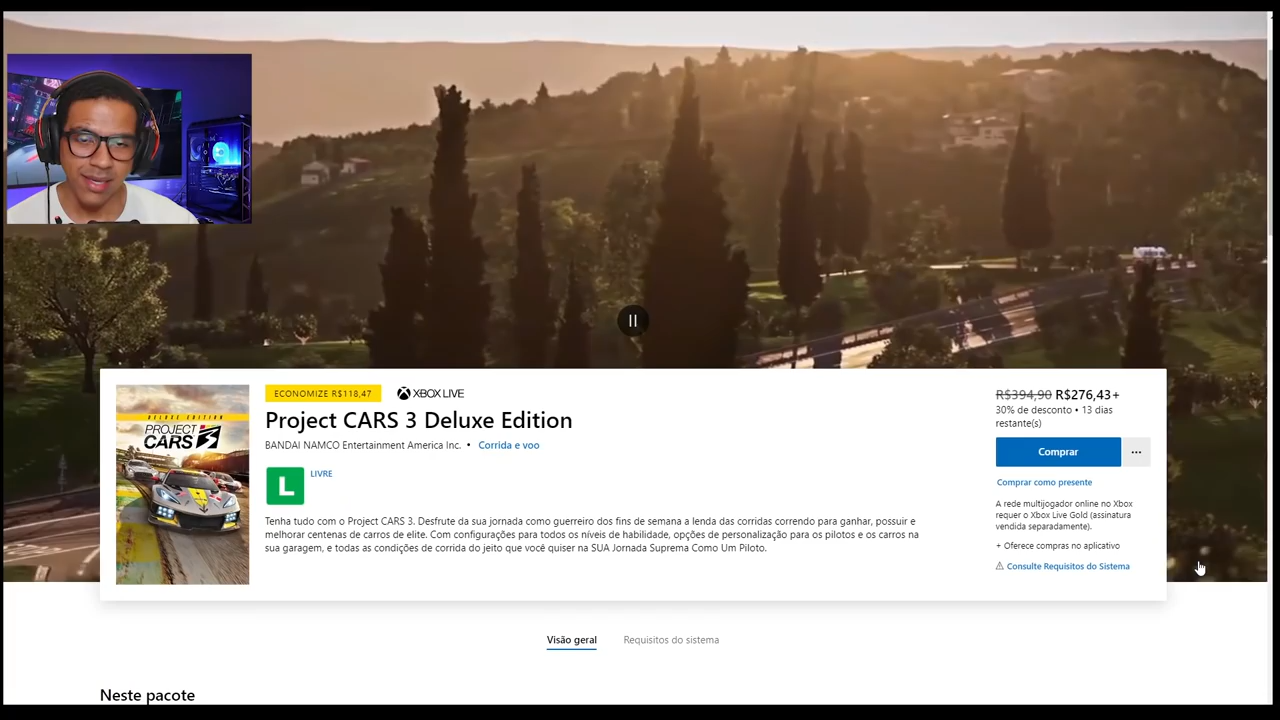 ECONOMIZE R$118,47
XBOX LIVE
Project CARS 3 Deluxe Edition
BANDAI NAMCO Entertainment America Inc. • Corrida e voo
L
LIVRE
Tenha tudo com o Project CARS 3. Desfrute da sua jornada como guerreiro dos fins de semana a lenda das corridas correndo para ganhar, possuir e
melhorar centenas de carros de elite. Com configurações para todos os níveis de habilidade, opções de personalização para os pilotos e os carros na
sua garagem, e todas as condições de corrida do jeito que você quiser na SUA Jornada Suprema Como Um Piloto.
DELUXE EDITION
PROJECT
CARS 3
R$394,90 R$276,43+
30% de desconto • 13 dias
restante(s)
Comprar
...
Comprar como presente
A rede multijogador online no Xbox
requer o Xbox Live Gold (assinatura
vendida separadamente).
+ Oferece compras no aplicativo
Consulte Requisitos do Sistema
Visão geral
Requisitos do sistema
Neste pacote